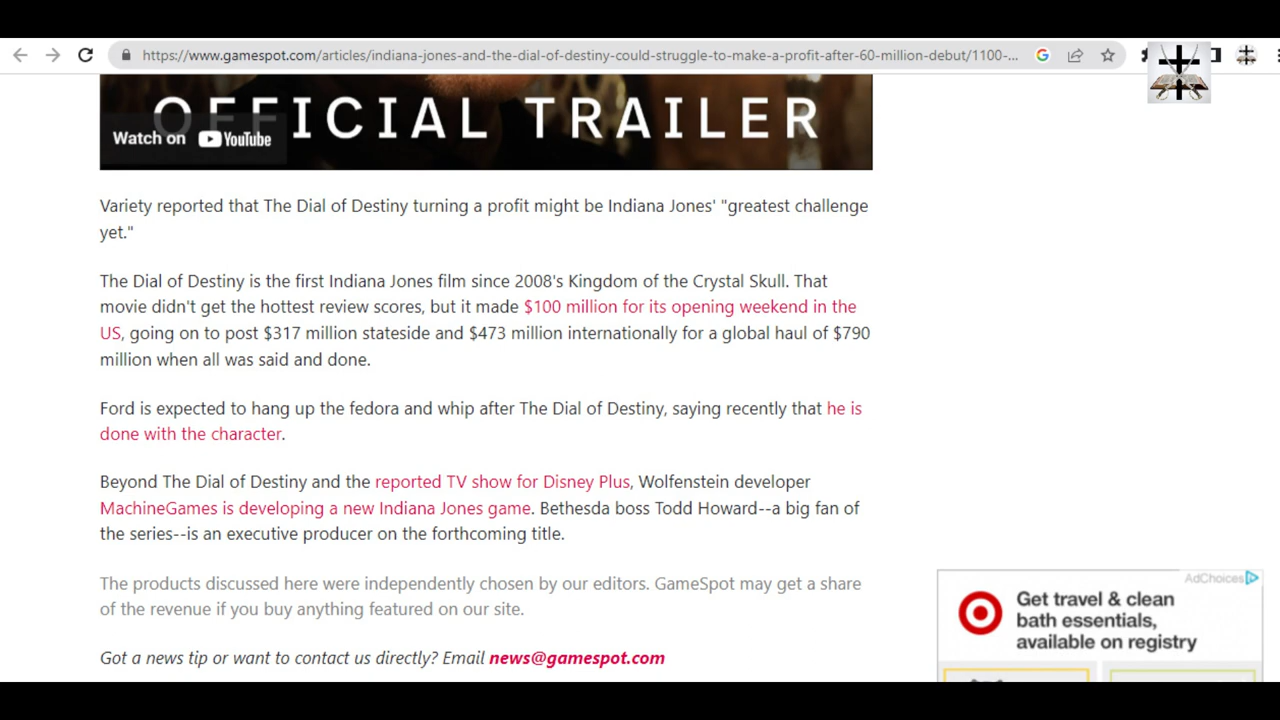 https://www.gamespot.com/articles/indiana-jones-and-the-dial-of-destiny-could-struggle-to-make-a-profit-after-60-million-debut/1100-...
OFFICIAL TRAILER
Watch on YouTube
Variety reported that The Dial of Destiny turning a profit might be Indiana Jones' "greatest challenge
yet."
The Dial of Destiny is the first Indiana Jones film since 2008's Kingdom of the Crystal Skull. That
movie didn't get the hottest review scores, but it made $100 million for its opening weekend in the
US, going on to post $317 million stateside and $473 million internationally for a global haul of $790
million when all was said and done.
Ford is expected to hang up the fedora and whip after The Dial of Destiny, saying recently that he is
done with the character.
Beyond The Dial of Destiny and the reported TV show for Disney Plus, Wolfenstein developer
MachineGames is developing a new Indiana Jones game. Bethesda boss Todd Howard--a big fan of
the series--is an executive producer on the forthcoming title.
The products discussed here were independently chosen by our editors. GameSpot may get a share
of the revenue if you buy anything featured on our site.
Got a news tip or want to contact us directly? Email news@gamespot.com
AdChoices
Get travel & clean
bath essentials,
available on registry